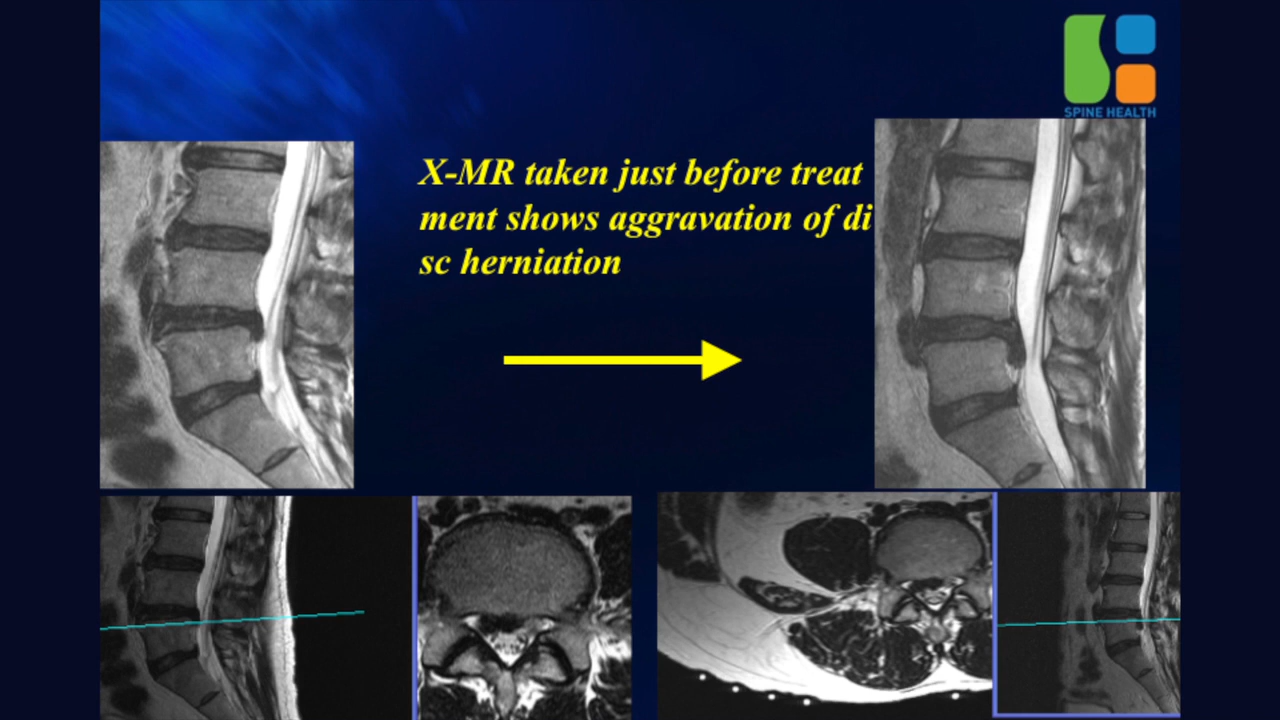 SPINE HEALTH
X-MR taken just before treat
ment shows aggravation of di
sc herniation